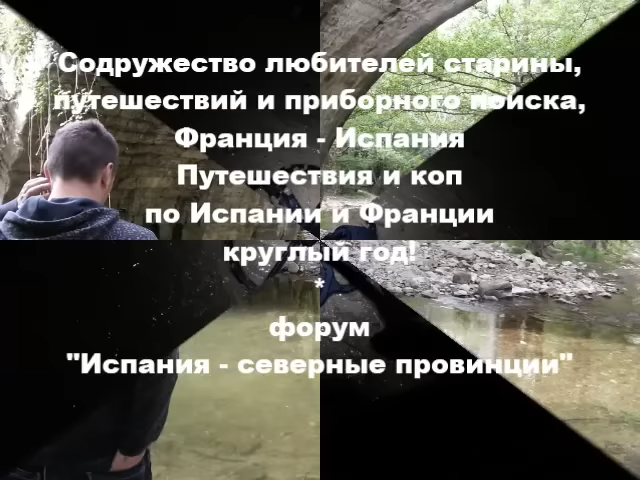 Содружество любителей старины,
путешествий и приборного поиска,
Франция - Испания
Путешествия и коп
по Испании и Франции
круглый год!
*
форум
"Испания - северные провинции"